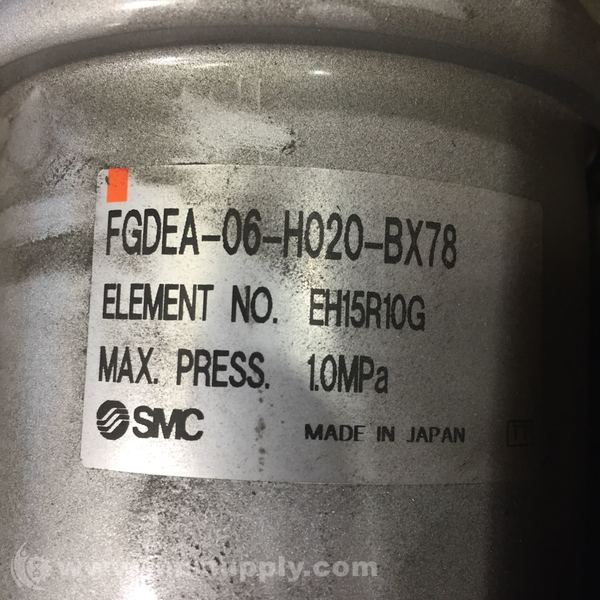 FGDEA-06-H020-BX78
ELEMENT NO. EH15R10G
MAX. PRESS. 1.0MPa
SMC MADE IN JAPAN